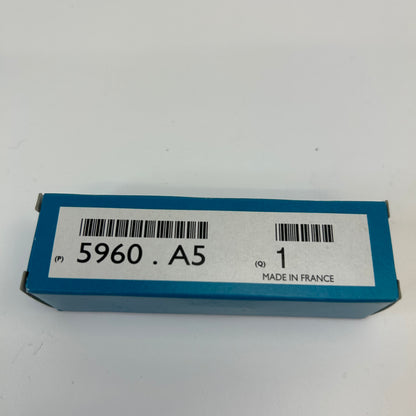 (P) 5960 . A5 (Q) 1
MADE IN FRANCE